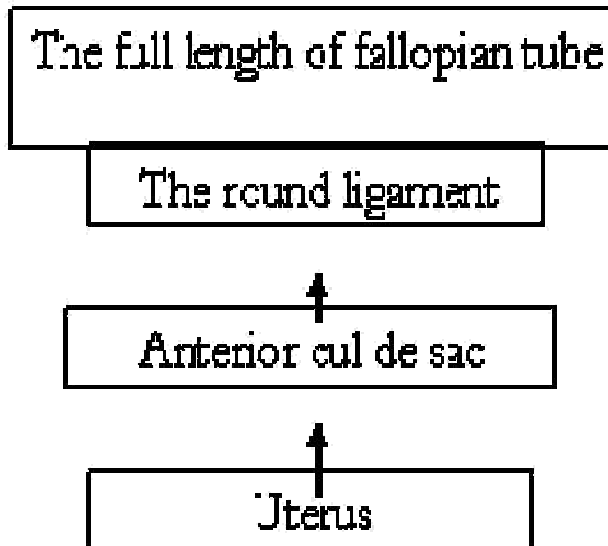 The full length of fallopian tube
The round ligament
Anterior cul de sac
Uterus